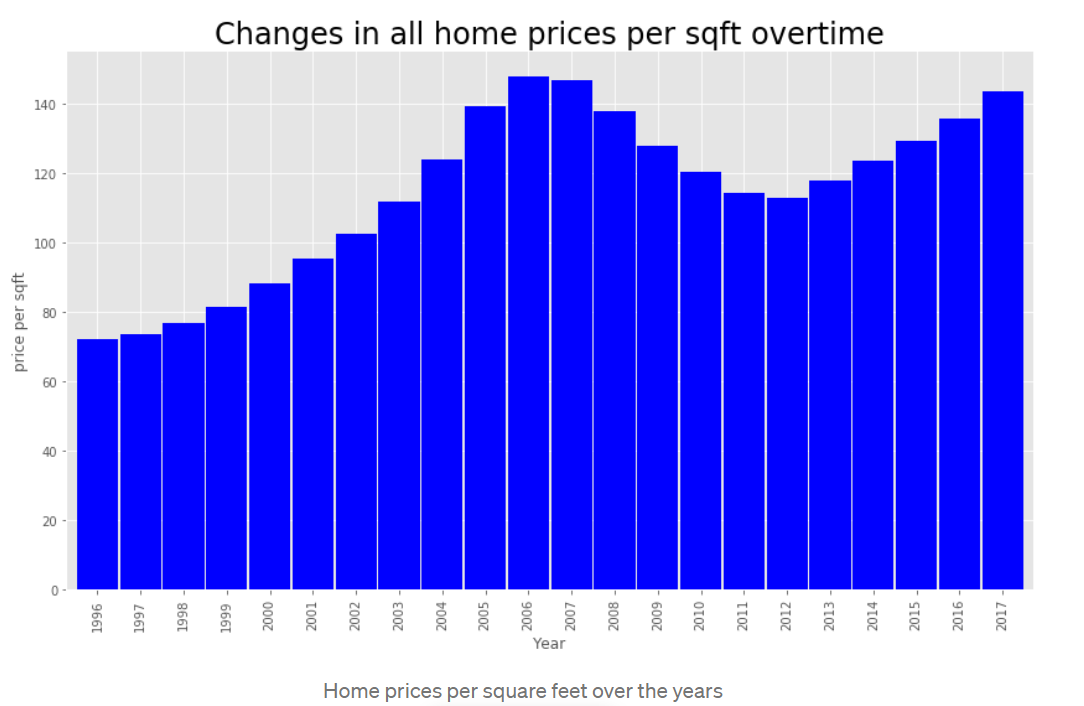 Changes in all home prices per sqft overtime
140
120
100
80
60
40
20
0
price per sqft
1996 1997 1998 1999 2000 2001 2002 2003 2004 2005 2006 2007 2008 2009 2010 2011 2012 2013 2014 2015 2016 2017
Year
Home prices per square feet over the years